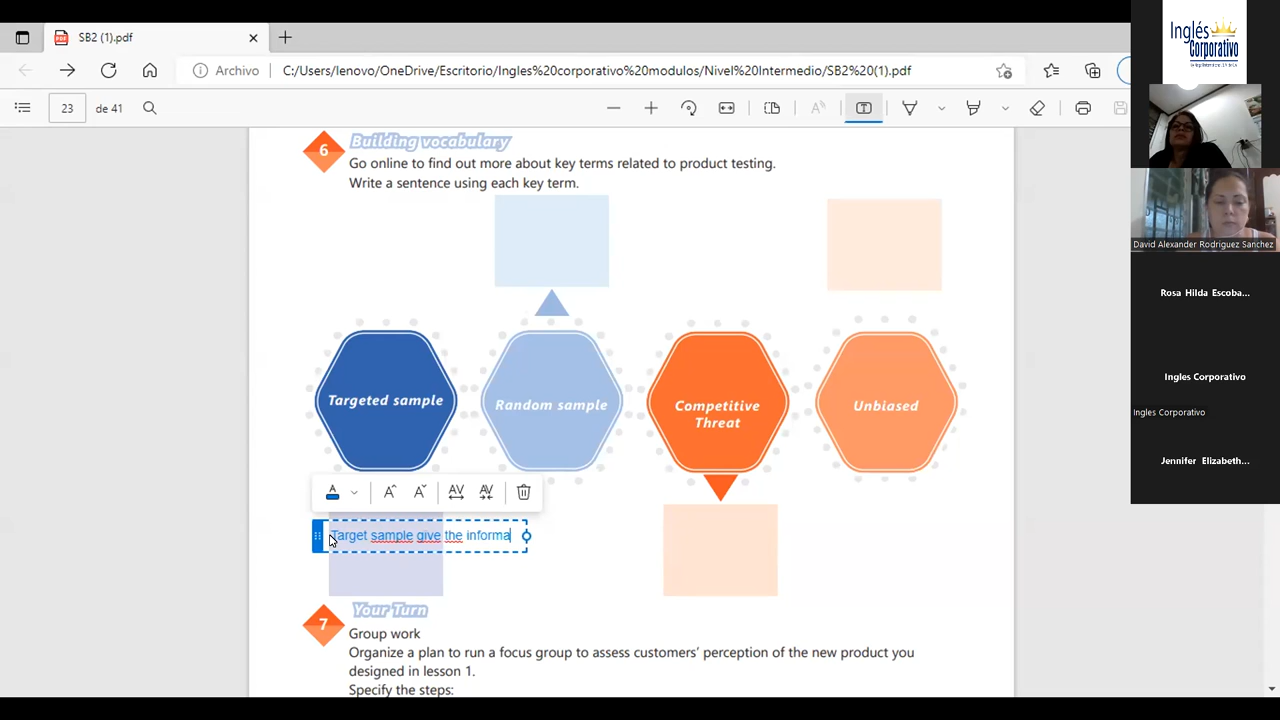 SB2 (1).pdf
Archivo
C:/Users/lenovo/OneDrive/Escritorio/Ingles%20corporativo%20modulos/Nivel%20Intermedio/SB2%20(1).pdf
23 de 41
6
Building vocabulary
Go online to find out more about key terms related to product testing.
Write a sentence using each key term.
Targeted sample
Random sample
Competitive
Threat
Unbiased
Target sample give the informa
7
Your Turn
Group work
Organize a plan to run a focus group to assess customers' perception of the new product you
designed in lesson 1.
Specify the steps:
Inglés
Corporativo
David Alexander Rodriguez Sanchez
Rosa Hilda Escoba...
Ingles Corporativo
Ingles Corporativo
Jennifer Elizabeth...